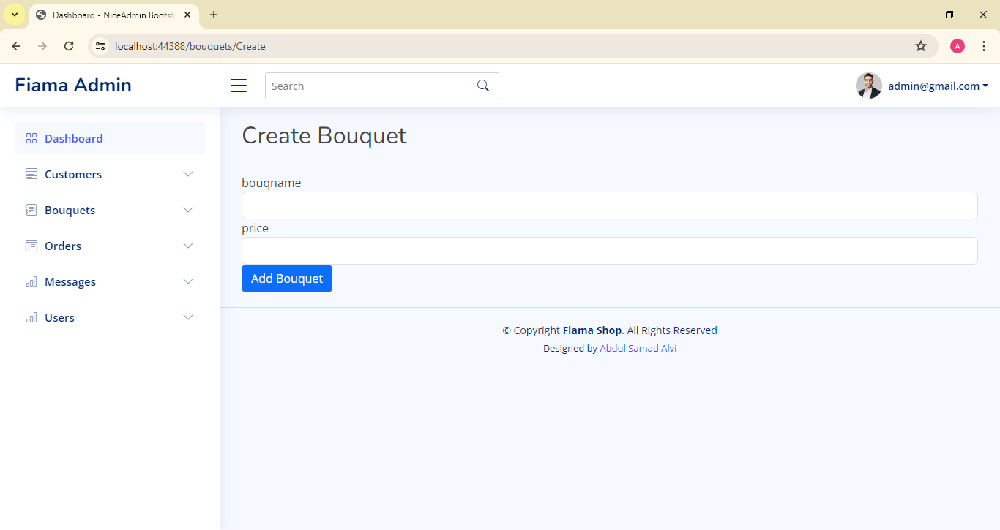 Dashboard - NiceAdmin Bootst
localhost:44388/bouquets/Create
A
Fiama Admin
Search
admin@gmail.com
Dashboard
Customers
Bouquets
Orders
Messages
Users
Create Bouquet
bouqname
price
Add Bouquet
© Copyright Fiama Shop. All Rights Reserved
Designed by Abdul Samad Alvi